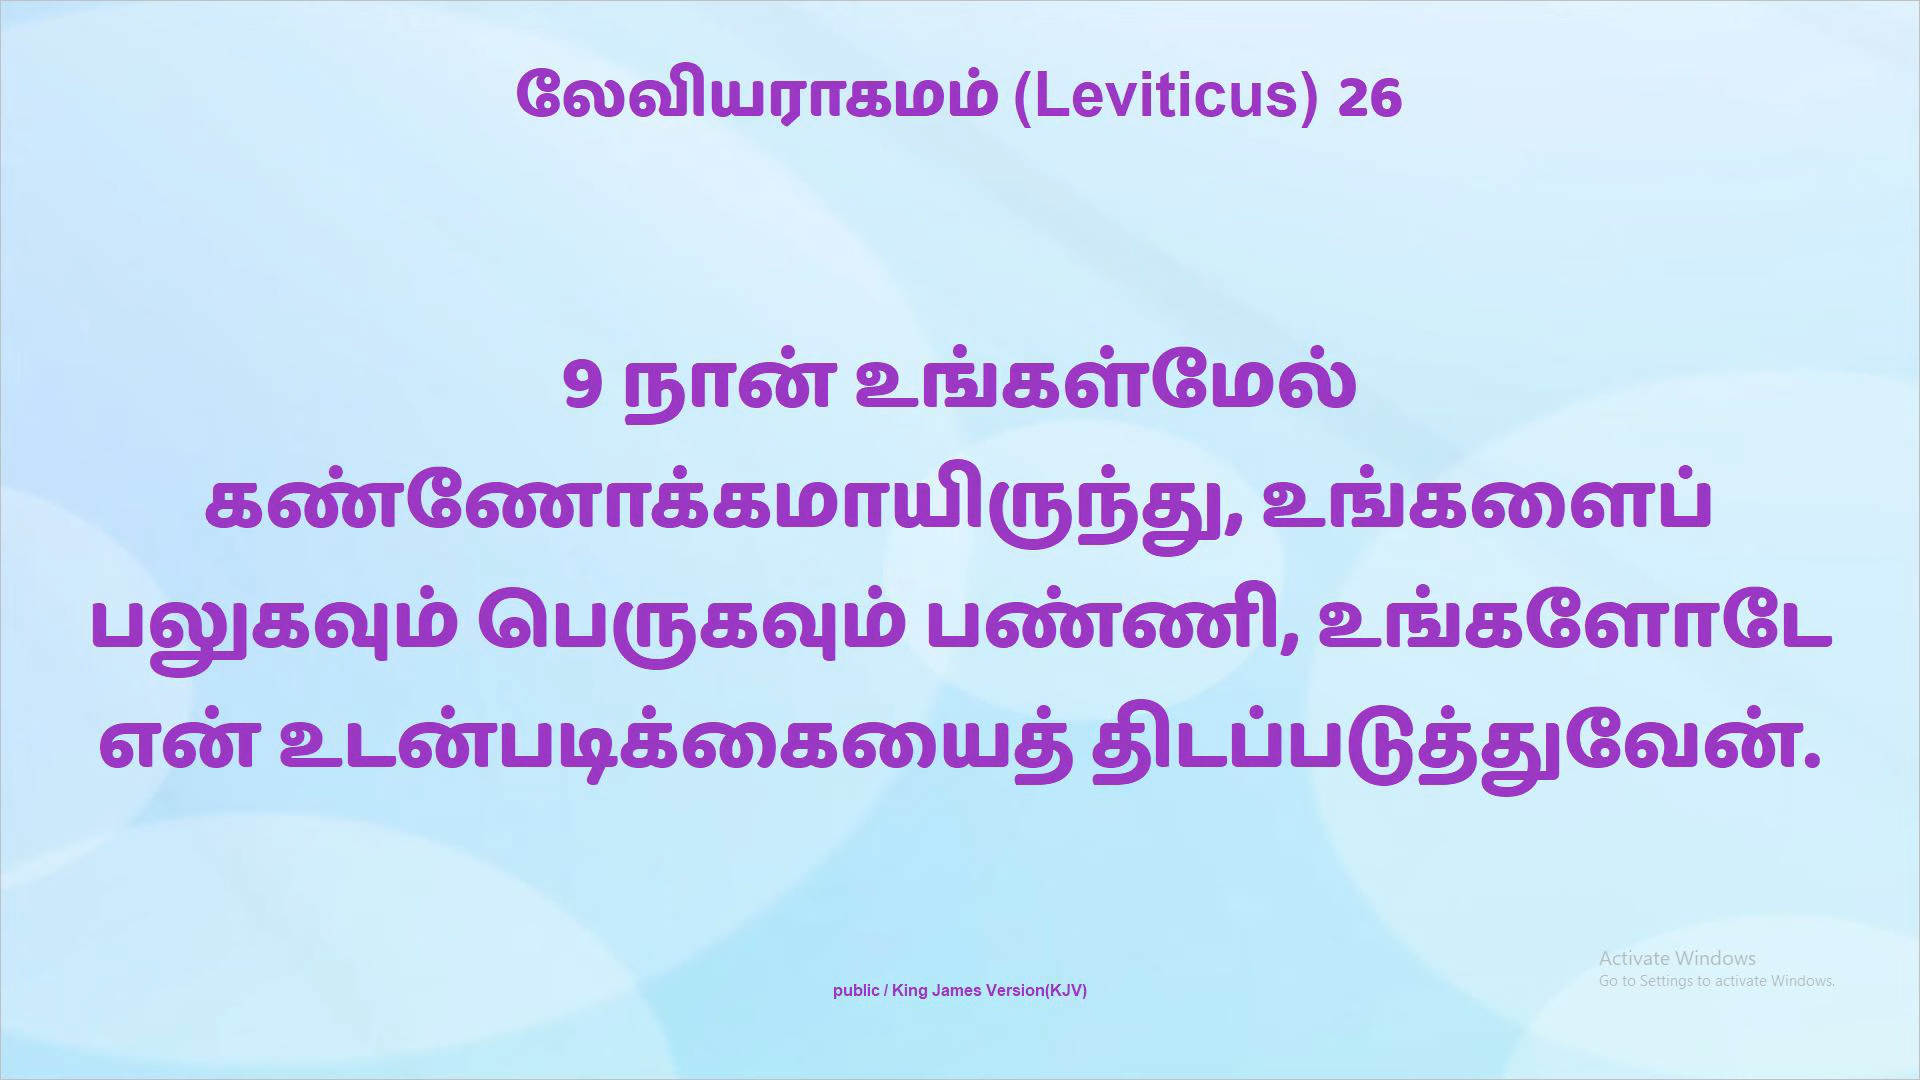 லேவியராகமம் (Leviticus) 26
9 நான் உங்கள்மேல்
கண்ணோக்கமாயிருந்து, உங்களைப்
பலுகவும் பெருகவும் பண்ணி, உங்களோடே
என் உடன்படிக்கையைத் திடப்படுத்துவேன்.
Activate Windows
Go to Settings to activate Windows.
public / King James Version(KJV)